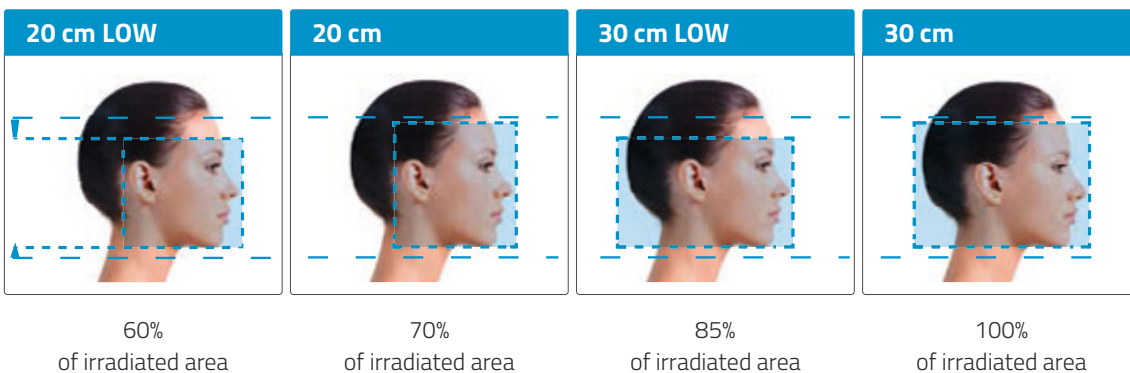 20 cm LOW
20 cm
30 cm LOW
30 cm
60%
of irradiated area
70%
of irradiated area
85%
of irradiated area
100%
of irradiated area